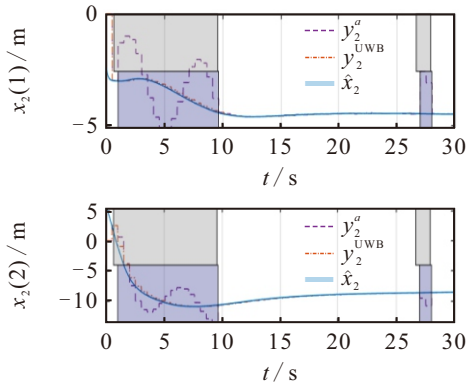 0
−5
x₂(1) / m
y₂ᵃ
y₂ᵁᵂᴮ
x̂₂
0 5 10 15 20 25 30
t / s
5
0
−5
−10
x₂(2) / m
y₂ᵃ
y₂ᵁᵂᴮ
x̂₂
0 5 10 15 20 25 30
t / s